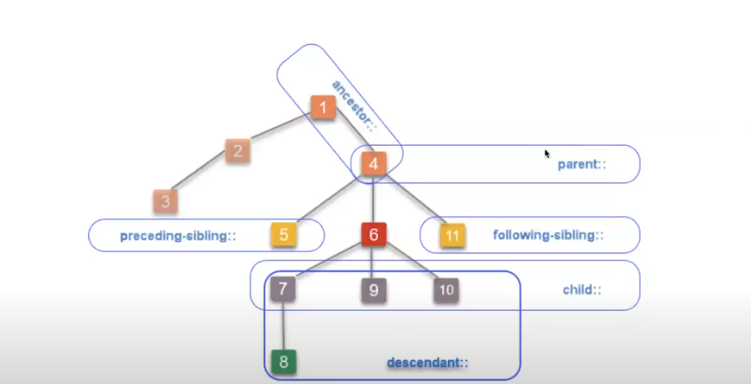 ancestor::
1
2
4
parent::
3
preceding-sibling::
5
6
11
following-sibling::
7
9
10
child::
8
descendant::